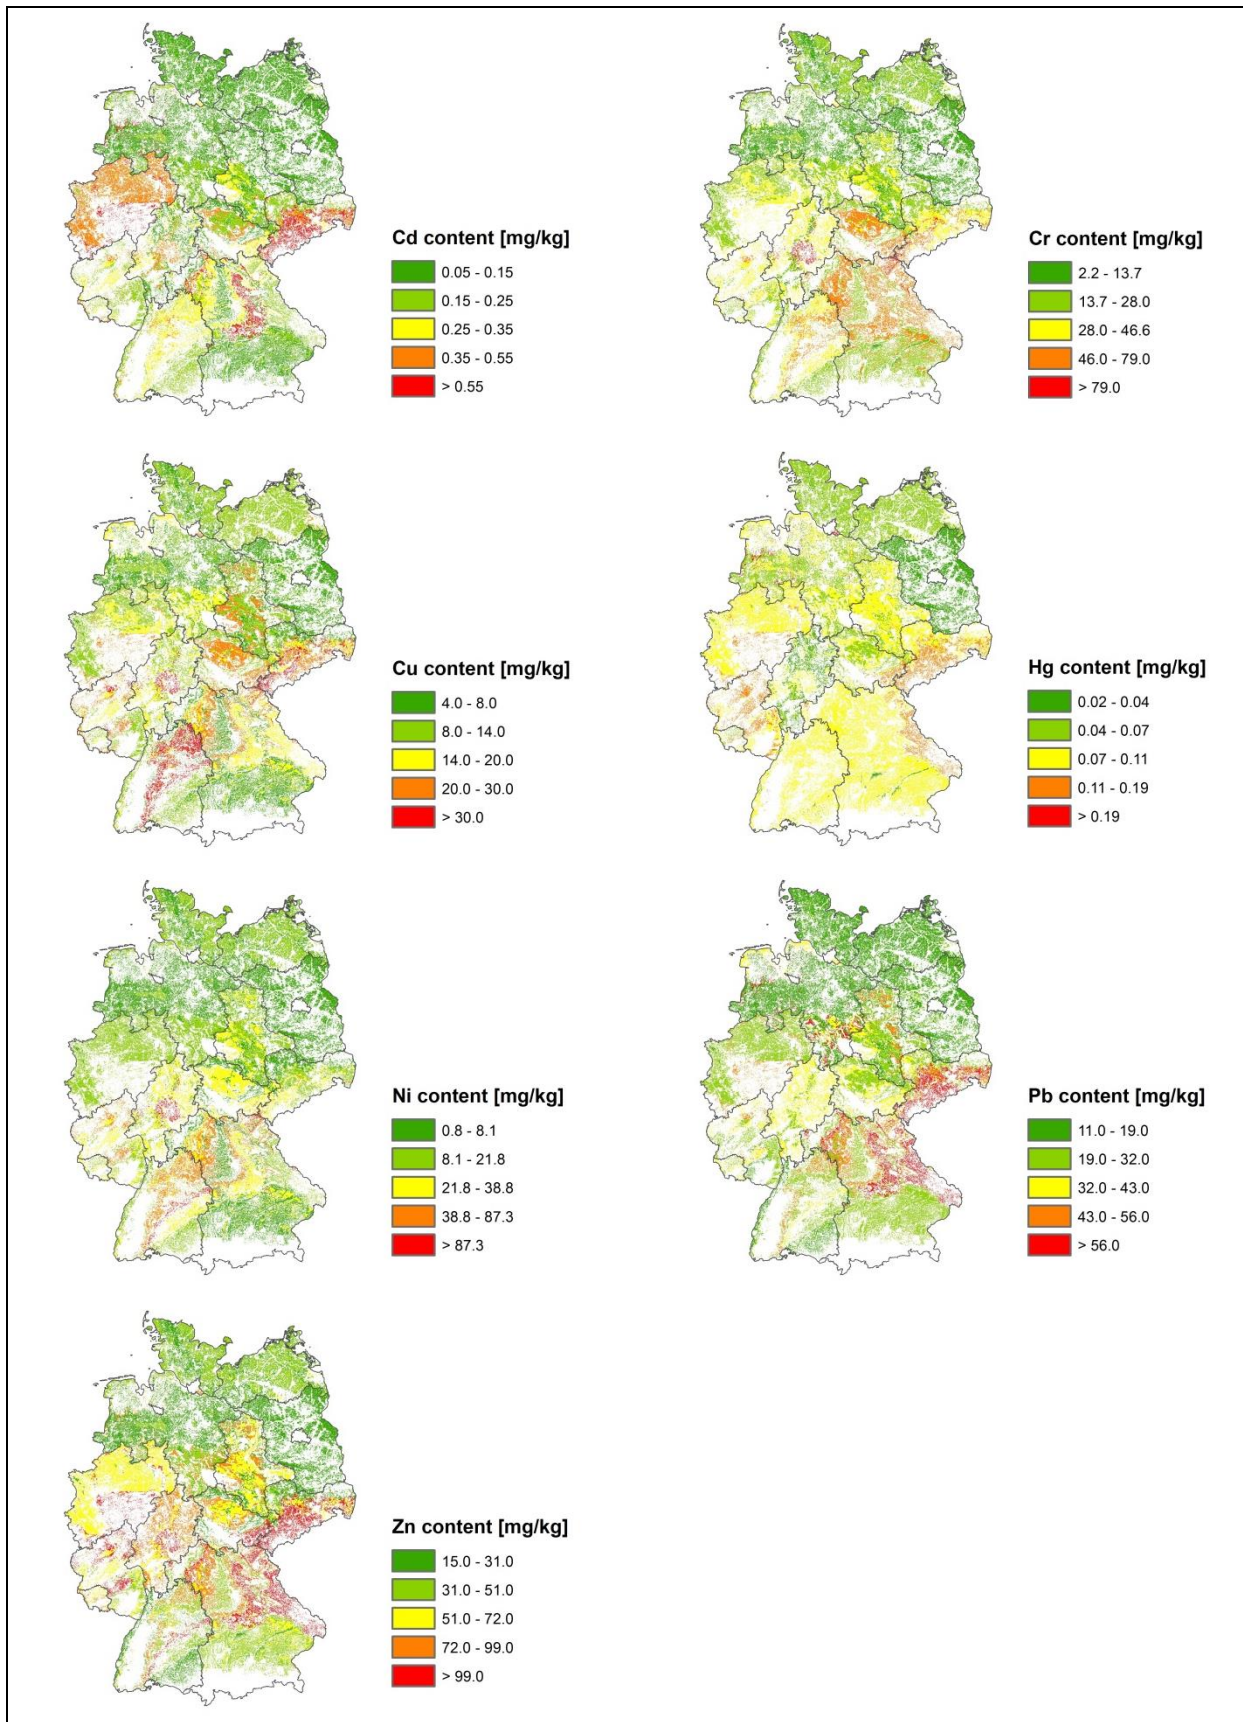 Cd content [mg/kg]
0.05 - 0.15
0.15 - 0.25
0.25 - 0.35
0.35 - 0.55
> 0.55
Cr content [mg/kg]
2.2 - 13.7
13.7 - 28.0
28.0 - 46.6
46.0 - 79.0
> 79.0
Cu content [mg/kg]
4.0 - 8.0
8.0 - 14.0
14.0 - 20.0
20.0 - 30.0
> 30.0
Hg content [mg/kg]
0.02 - 0.04
0.04 - 0.07
0.07 - 0.11
0.11 - 0.19
> 0.19
Ni content [mg/kg]
0.8 - 8.1
8.1 - 21.8
21.8 - 38.8
38.8 - 87.3
> 87.3
Pb content [mg/kg]
11.0 - 19.0
19.0 - 32.0
32.0 - 43.0
43.0 - 56.0
> 56.0
Zn content [mg/kg]
15.0 - 31.0
31.0 - 51.0
51.0 - 72.0
72.0 - 99.0
> 99.0